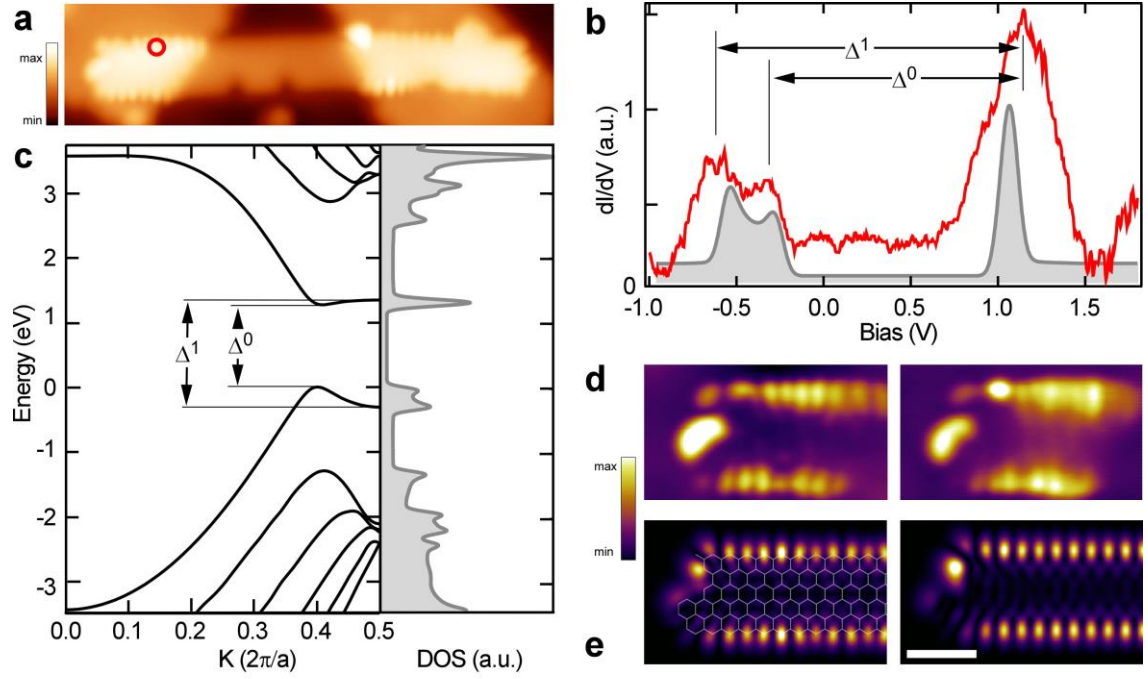 a
max
min
b
dI/dV (a.u.)
1
0
Δ¹
Δ⁰
-1.0
-0.5
0.0
0.5
1.0
1.5
Bias (V)
c
Energy (eV)
3
2
1
0
-1
-2
-3
Δ¹
Δ⁰
0.0
0.1
0.2
0.3
0.4
0.5
K (2π/a)
DOS (a.u.)
d
max
min
e